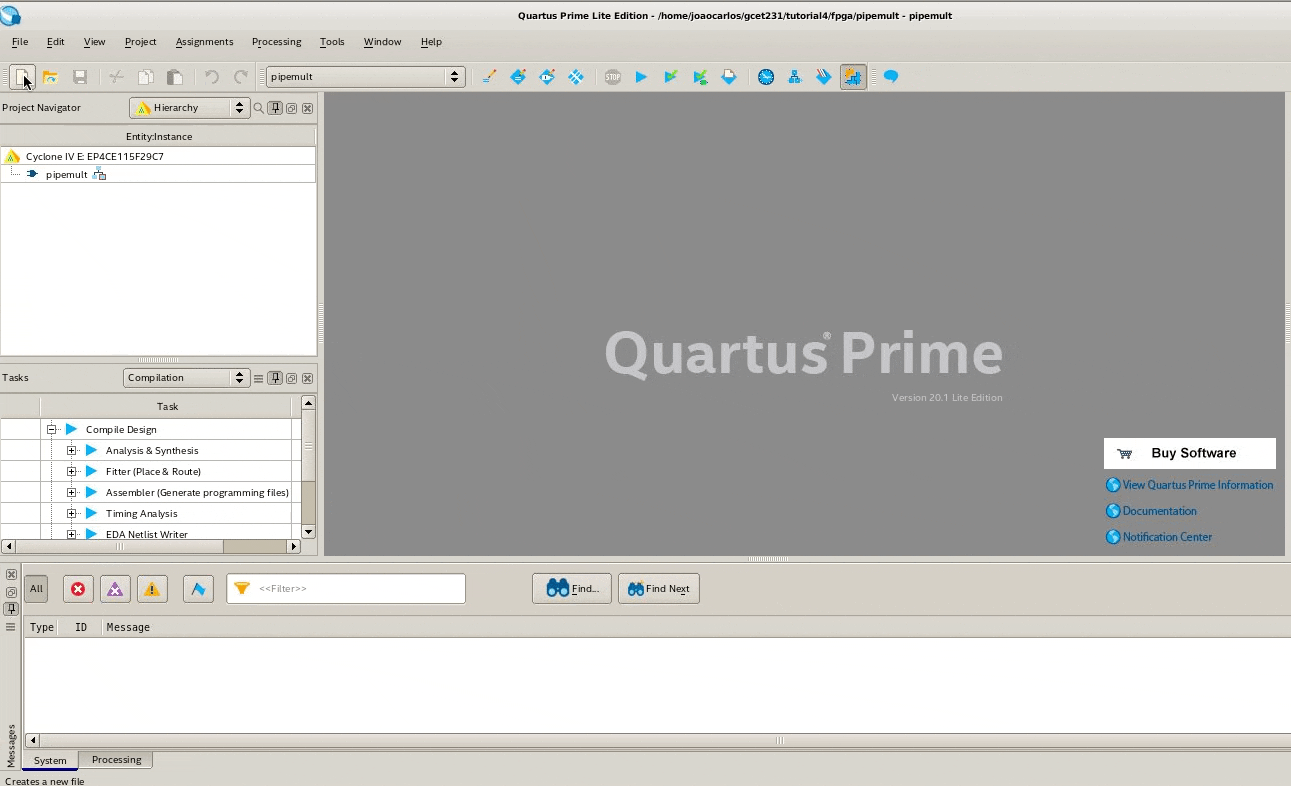 Quartus Prime Lite Edition - /home/joaocarlos/gcet231/tutorial4/fpga/pipemult - pipemult
File Edit View Project Assignments Processing Tools Window Help
pipemult
STOP
Project Navigator
Hierarchy
Entity:Instance
Cyclone IV E: EP4CE115F29C7
pipemult
Tasks
Compilation
Task
Compile Design
Analysis & Synthesis
Fitter (Place & Route)
Assembler (Generate programming files)
Timing Analysis
EDA Netlist Writer
Quartus® Prime
Version 20.1 Lite Edition
Buy Software
View Quartus Prime Information
Documentation
Notification Center
All
<<Filter>>
Find...
Find Next
Type ID Message
Messages
System Processing
Creates a new file